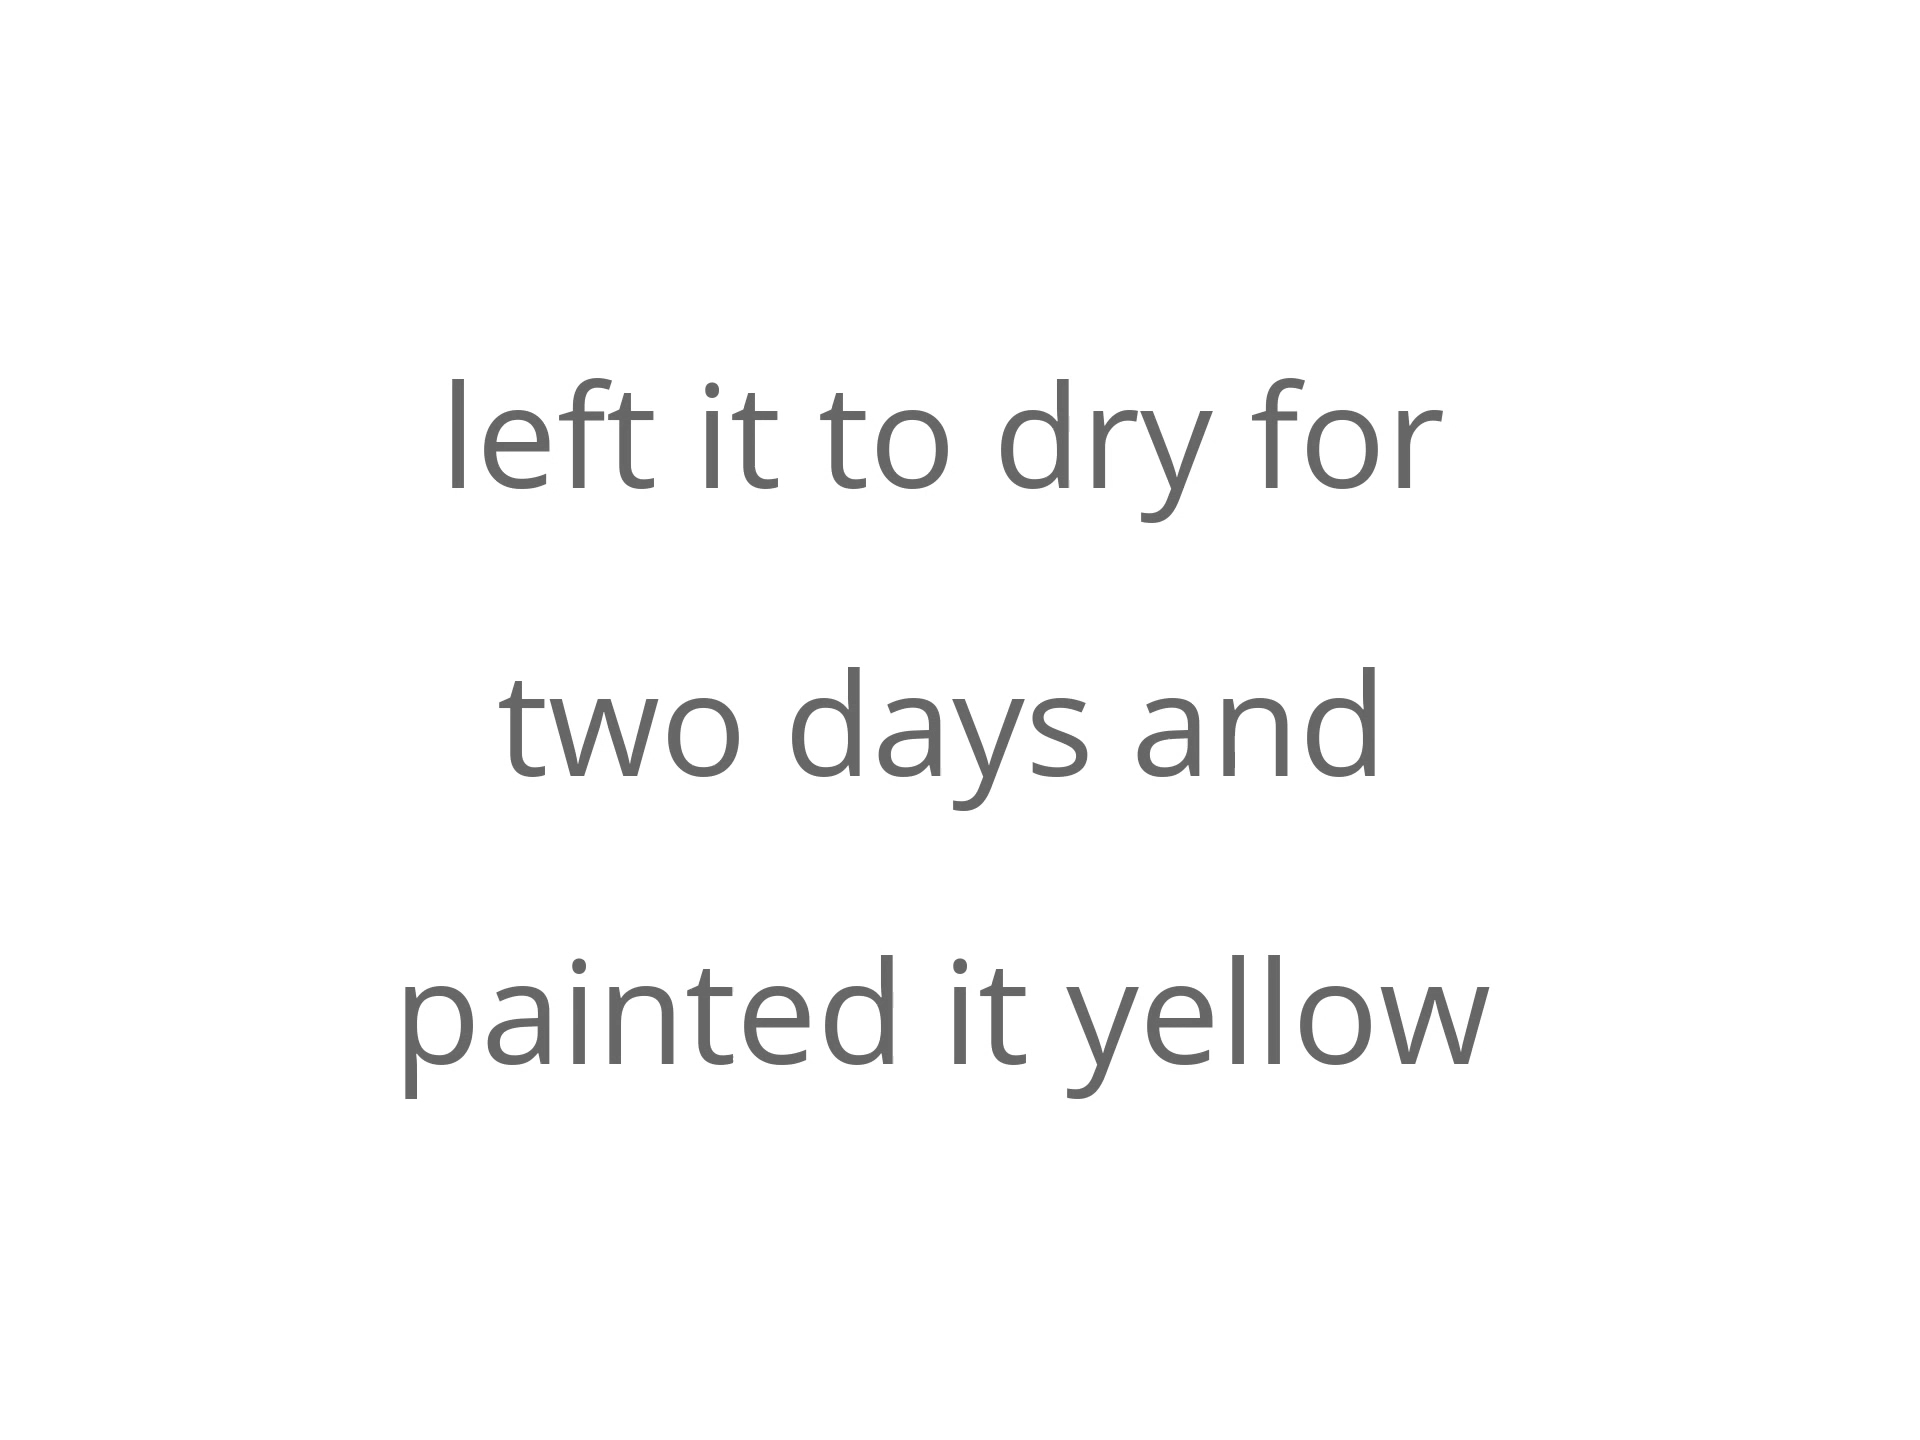 left it to dry for
two days and
painted it yellow